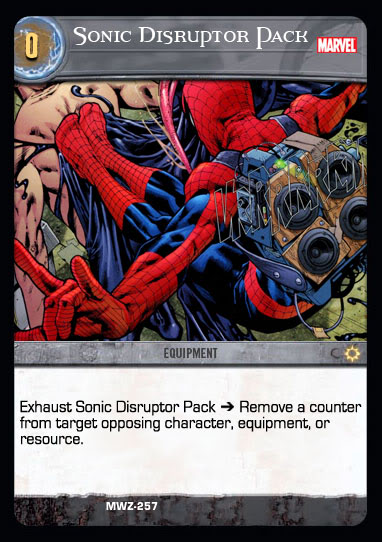 0
Sonic Disruptor Pack
MARVEL
EQUIPMENT
C
Exhaust Sonic Disruptor Pack ➔ Remove a counter
from target opposing character, equipment, or
resource.
MWZ-257